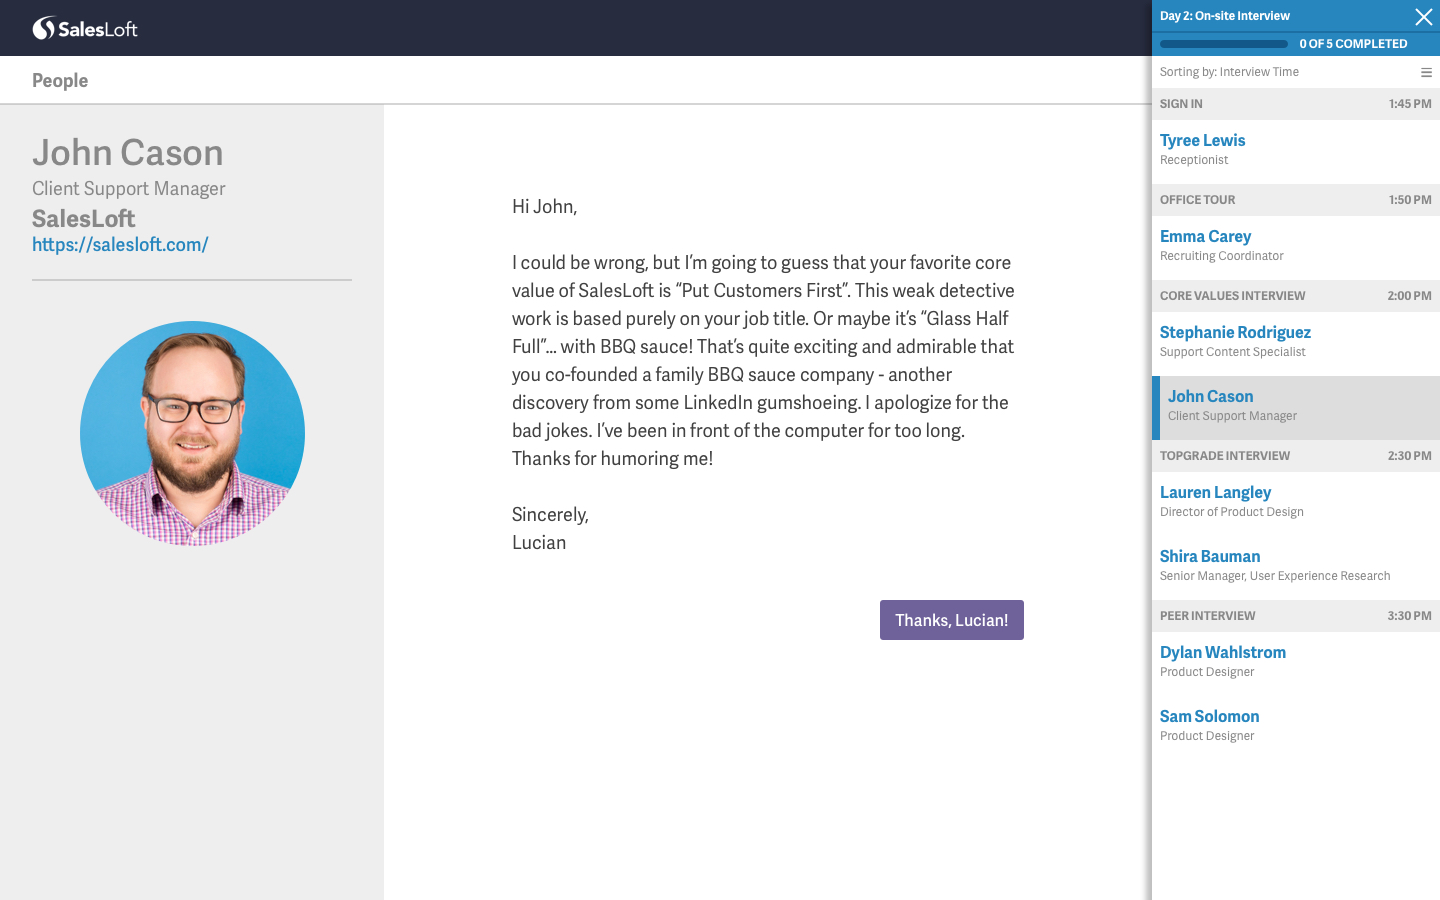 SalesLoft
People
John Cason
Client Support Manager
SalesLoft
https://salesloft.com/
Hi John,
I could be wrong, but I’m going to guess that your favorite core
value of SalesLoft is “Put Customers First”. This weak detective
work is based purely on your job title. Or maybe it’s “Glass Half
Full”... with BBQ sauce! That’s quite exciting and admirable that
you co-founded a family BBQ sauce company - another
discovery from some LinkedIn gumshoeing. I apologize for the
bad jokes. I’ve been in front of the computer for too long.
Thanks for humoring me!
Sincerely,
Lucian
Thanks, Lucian!
Day 2: On-site Interview
0 OF 5 COMPLETED
Sorting by: Interview Time
SIGN IN 1:45 PM
Tyree Lewis
Receptionist
OFFICE TOUR 1:50 PM
Emma Carey
Recruiting Coordinator
CORE VALUES INTERVIEW 2:00 PM
Stephanie Rodriguez
Support Content Specialist
John Cason
Client Support Manager
TOPGRADE INTERVIEW 2:30 PM
Lauren Langley
Director of Product Design
Shira Bauman
Senior Manager, User Experience Research
PEER INTERVIEW 3:30 PM
Dylan Wahlstrom
Product Designer
Sam Solomon
Product Designer